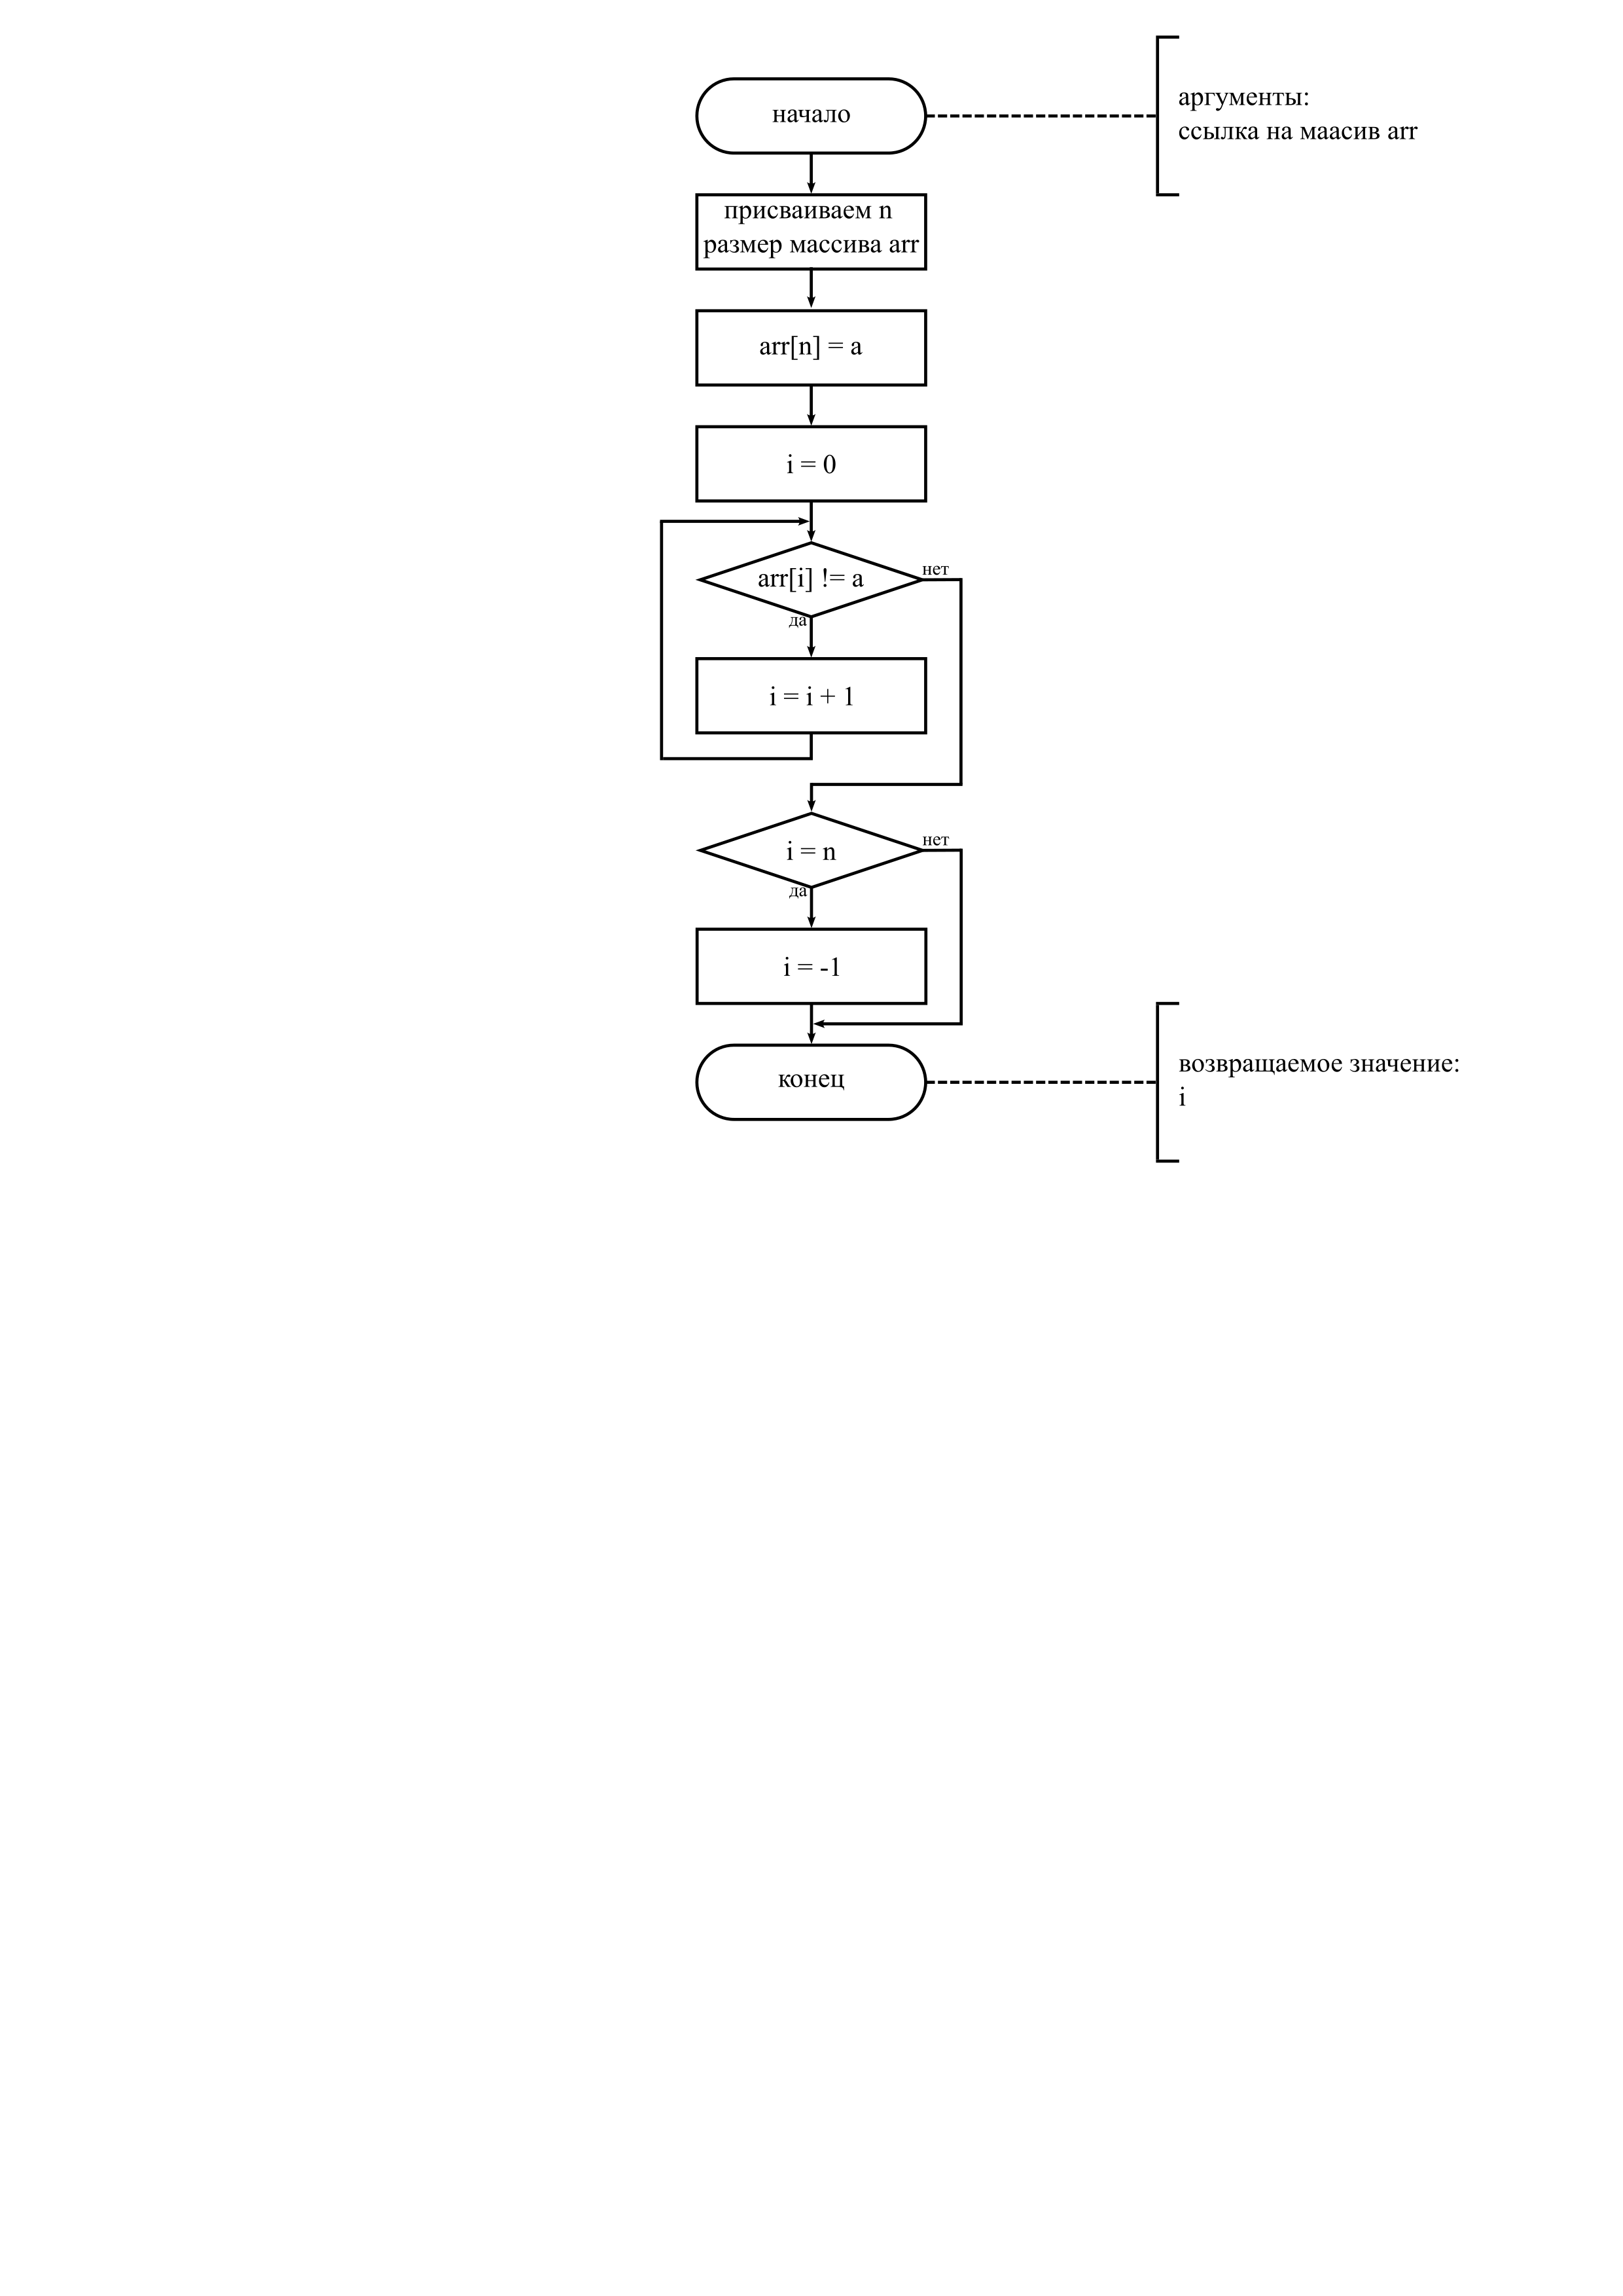 начало
аргументы:
ссылка на маасив arr
присваиваем n
размер массива arr
arr[n] = a
i = 0
arr[i] != a
нет
да
i = i + 1
i = n
нет
да
i = -1
конец
возвращаемое значение:
i